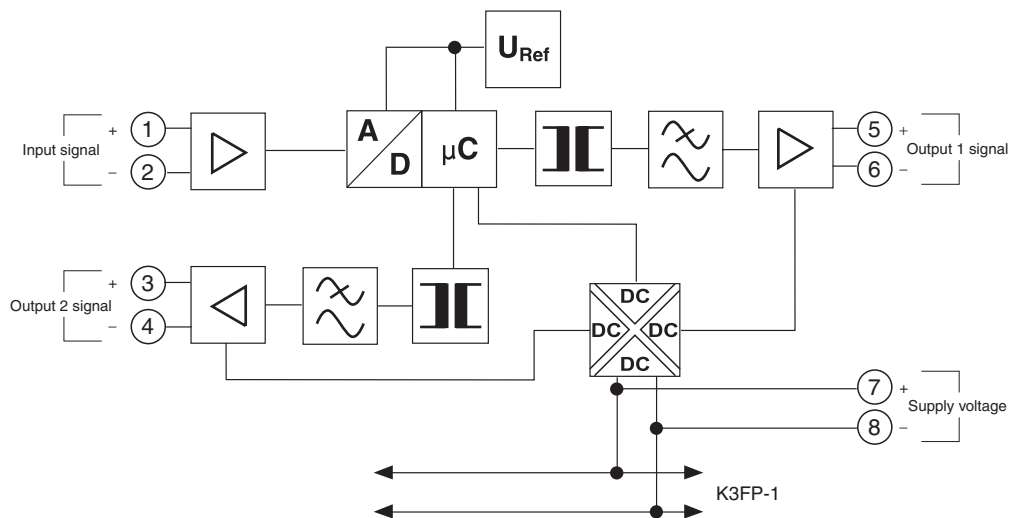 U Ref
A
D
μC
Input signal
+ 1
− 2
5 +
6 −
Output 1 signal
Output 2 signal
+ 3
− 4
DC
DC DC
DC
7 +
8 −
Supply voltage
K3FP-1